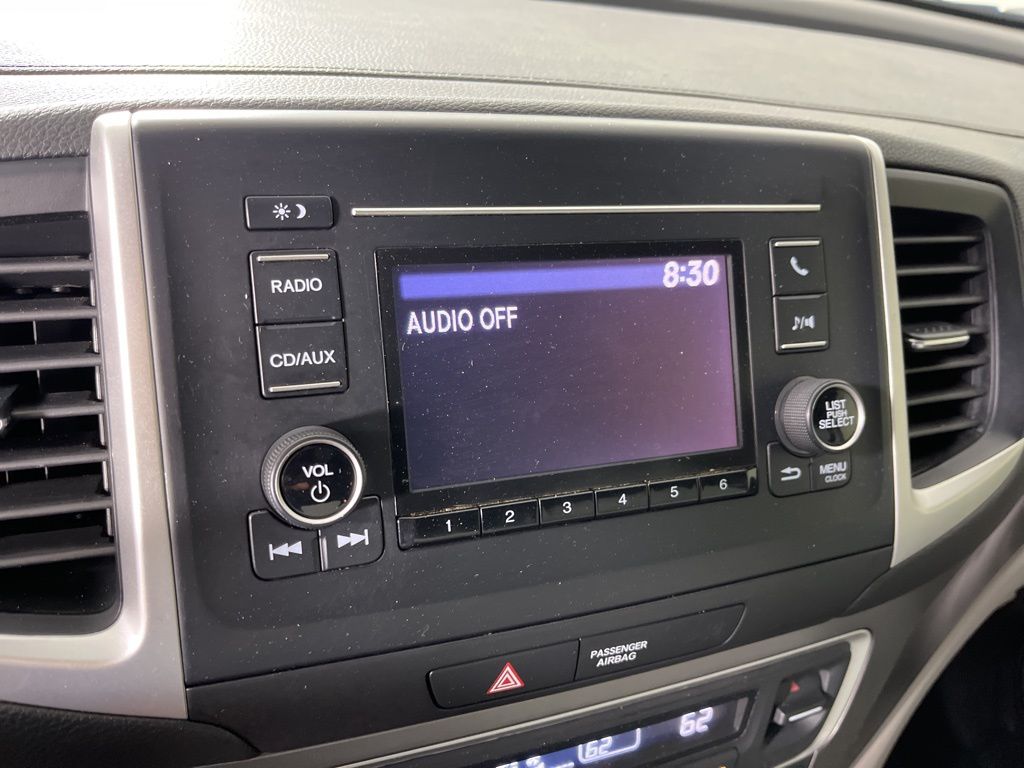 8:30
AUDIO OFF
RADIO
CD/AUX
VOL
LIST
PUSH
SELECT
MENU
CLOCK
1 2 3 4 5 6
PASSENGER
AIRBAG
62
62